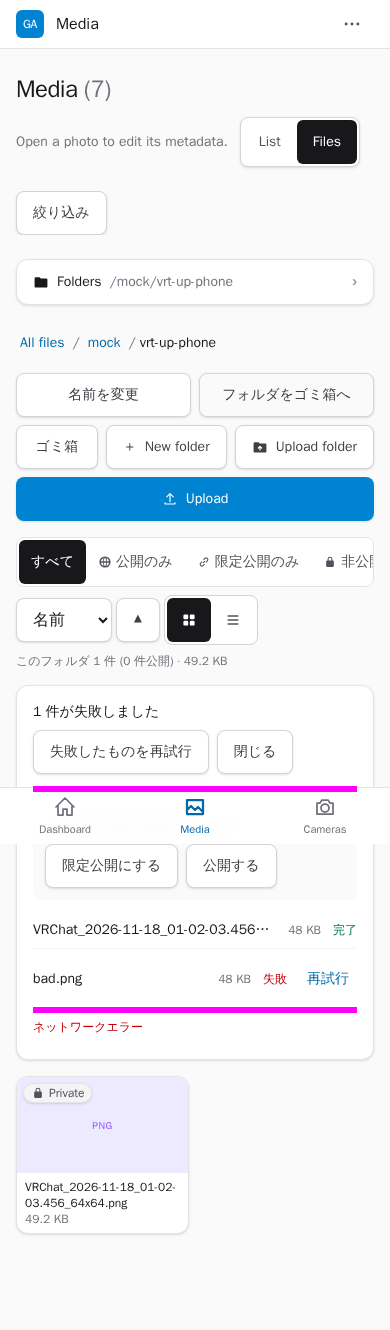 GA Media
Media (7)
Open a photo to edit its metadata. List Files
絞り込み
Folders /mock/vrt-up-phone ›
All files / mock / vrt-up-phone
名前を変更 フォルダをゴミ箱へ
ゴミ箱 + New folder Upload folder
Upload
すべて 公開のみ 限定公開のみ 非公
名前 ▲
このフォルダ 1 件 (0 件公開) · 49.2 KB
1 件が失敗しました
失敗したものを再試行 閉じる
Dashboard Media Cameras
限定公開にする 公開する
VRChat_2026-11-18_01-02-03.456… 48 KB 完了
bad.png 48 KB 失敗 再試行
ネットワークエラー
Private
PNG
VRChat_2026-11-18_01-02-
03.456_64x64.png
49.2 KB